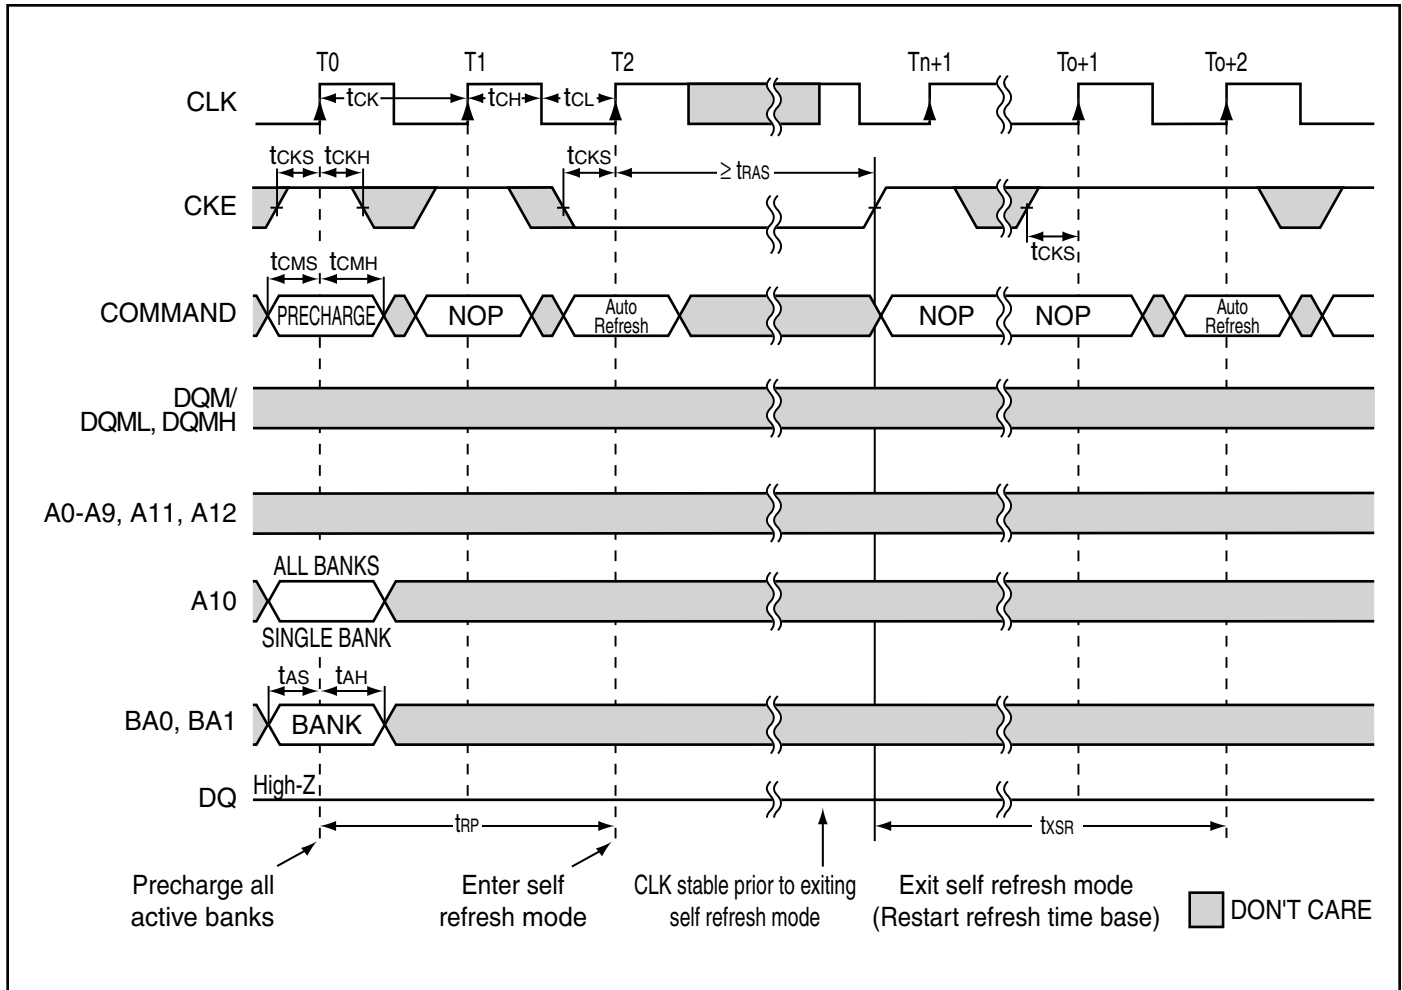 T0 T1 T2 Tn+1 To+1 To+2
CLK
tCK tCH tCL
tCKS tCKH tCKS ≥ tRAS
CKE
tCKS
tCMS tCMH
COMMAND PRECHARGE NOP Auto Refresh NOP NOP Auto Refresh
DQM/
DQML, DQMH
A0-A9, A11, A12
ALL BANKS
A10
SINGLE BANK
tAS tAH
BA0, BA1 BANK
DQ High-Z
tRP tXSR
Precharge all
active banks
Enter self
refresh mode
CLK stable prior to exiting
self refresh mode
Exit self refresh mode
(Restart refresh time base)
DON'T CARE